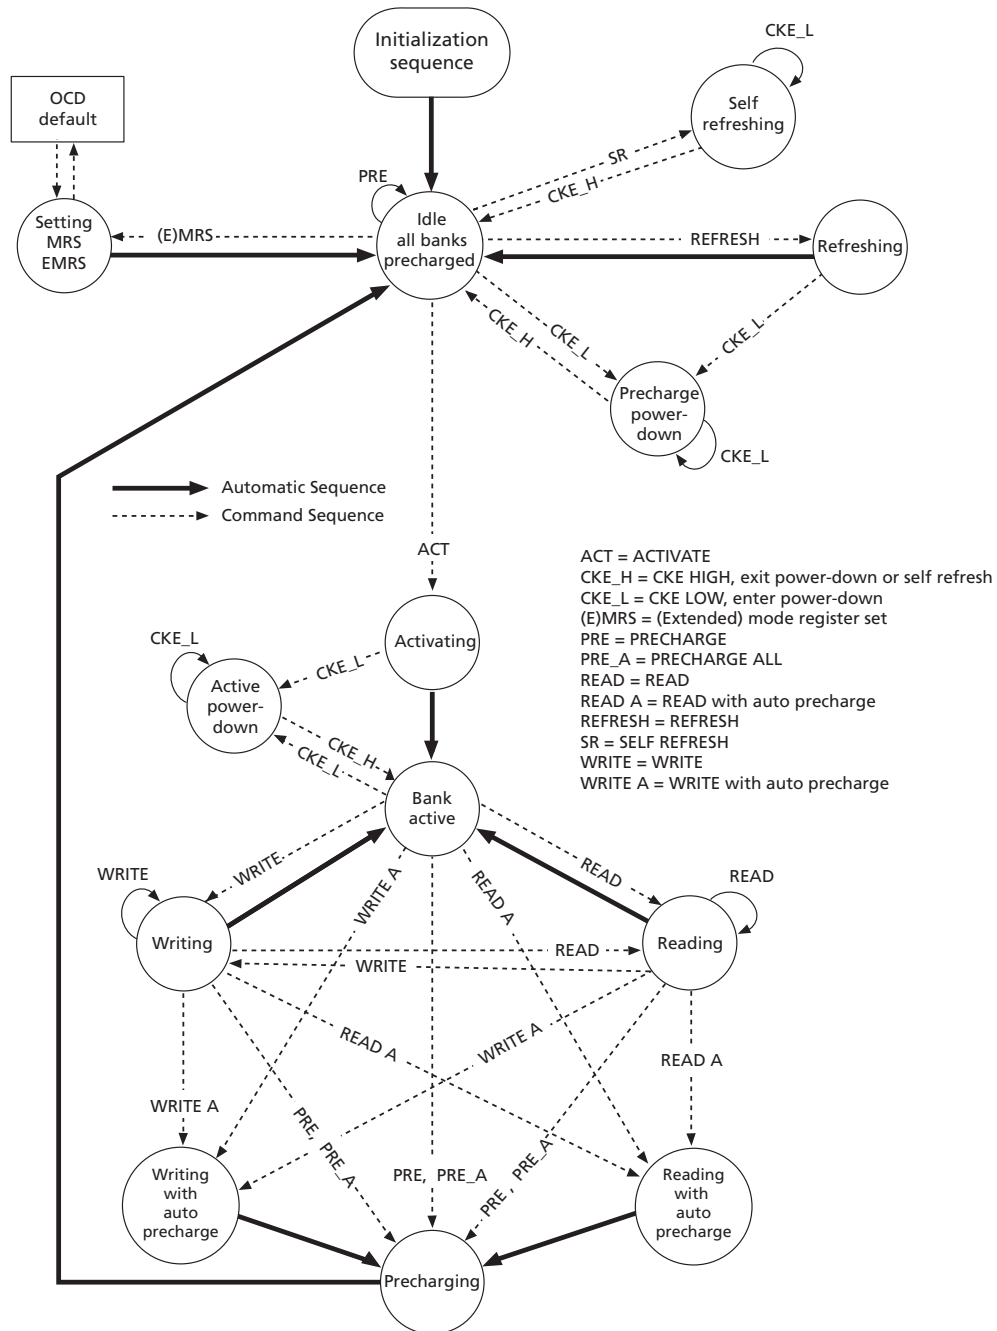 Initialization
sequence
CKE_L
OCD
default
Self
refreshing
SR
CKE_H
PRE
Setting
MRS
EMRS
(E)MRS
Idle
all banks
precharged
REFRESH
Refreshing
CKE_H
CKE_L
CKE_L
Precharge
power-
down
CKE_L
Automatic Sequence
Command Sequence
ACT
ACT = ACTIVATE
CKE_H = CKE HIGH, exit power-down or self refresh
CKE_L = CKE LOW, enter power-down
(E)MRS = (Extended) mode register set
PRE = PRECHARGE
PRE_A = PRECHARGE ALL
READ = READ
READ A = READ with auto precharge
REFRESH = REFRESH
SR = SELF REFRESH
WRITE = WRITE
WRITE A = WRITE with auto precharge
CKE_L
Activating
CKE_L
Active
power-
down
CKE_H
CKE_L
Bank
active
WRITE
WRITE
WRITE A
READ A
READ
READ
Writing
READ
WRITE
Reading
READ A
WRITE A
READ A
WRITE A
PRE, PRE_A
PRE, PRE_A
PRE , PRE_A
Writing
with
auto
precharge
Reading
with
auto
precharge
Precharging